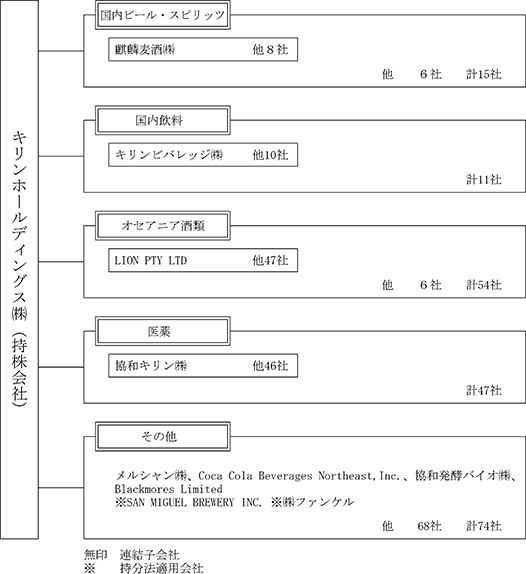 キリンホールディングス㈱（持株会社）
国内ビール・スピリッツ
麒麟麦酒㈱ 他８社
他 ６社 計15社
国内飲料
キリンビバレッジ㈱ 他10社
計11社
オセアニア酒類
LION PTY LTD 他47社
他 ６社 計54社
医薬
協和キリン㈱ 他46社
計47社
その他
メルシャン㈱、Coca Cola Beverages Northeast,Inc.、協和発酵バイオ㈱、
Blackmores Limited
※SAN MIGUEL BREWERY INC. ※㈱ファンケル
他 68社 計74社
無印 連結子会社
※ 持分法適用会社